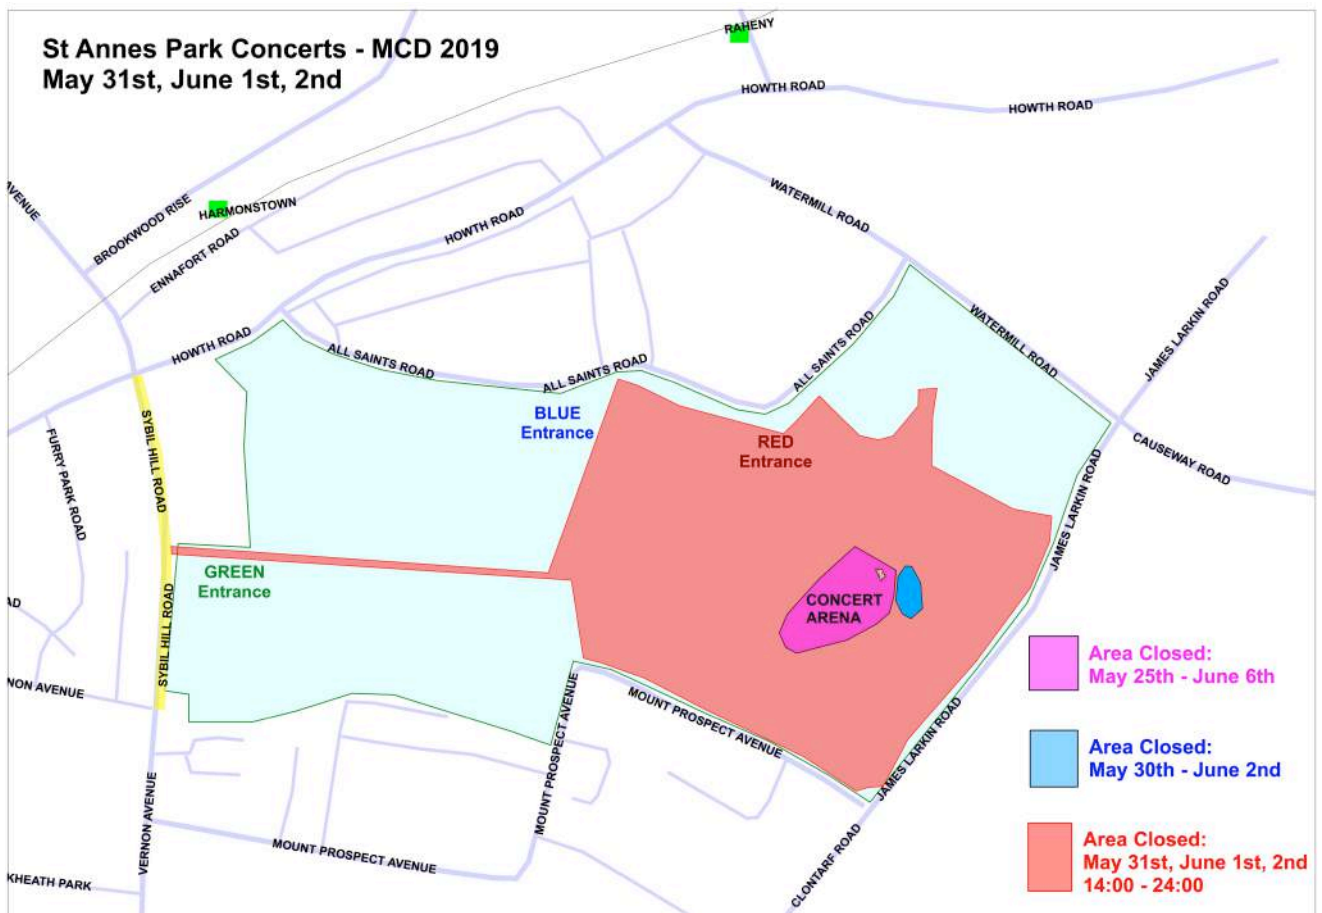 St Annes Park Concerts - MCD 2019
May 31st, June 1st, 2nd
RAHENY
HOWTH ROAD
HOWTH ROAD
AVENUE
BROOKWOOD RISE
HARMONSTOWN
ENNAFORT ROAD
HOWTH ROAD
WATERMILL ROAD
HOWTH ROAD
ALL SAINTS ROAD
ALL SAINTS ROAD
ALL SAINTS ROAD
WATERMILL ROAD
JAMES LARKIN ROAD
CAUSEWAY ROAD
SYBIL HILL ROAD
FURRY PARK ROAD
BLUE
Entrance
RED
Entrance
JAMES LARKIN ROAD
GREEN
Entrance
CONCERT
ARENA
AD
SYBIL HILL ROAD
NON AVENUE
MOUNT PROSPECT AVENUE
MOUNT PROSPECT AVENUE
JAMES LARKIN ROAD
VERNON AVENUE
MOUNT PROSPECT AVENUE
CLONTARF ROAD
KHEATH PARK
Area Closed:
May 25th - June 6th
Area Closed:
May 30th - June 2nd
Area Closed:
May 31st, June 1st, 2nd
14:00 - 24:00